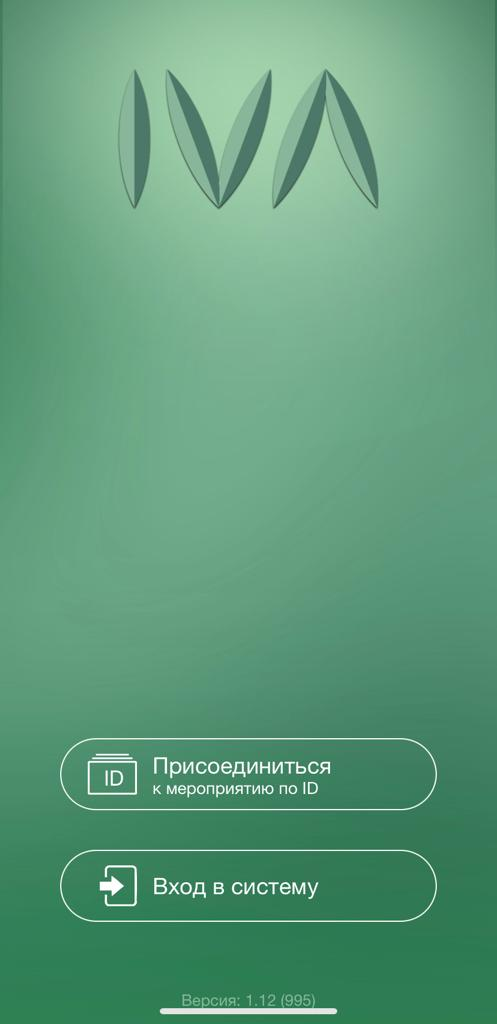 IVA
ID
Присоединиться
к мероприятию по ID
Вход в систему
Версия: 1.12 (995)